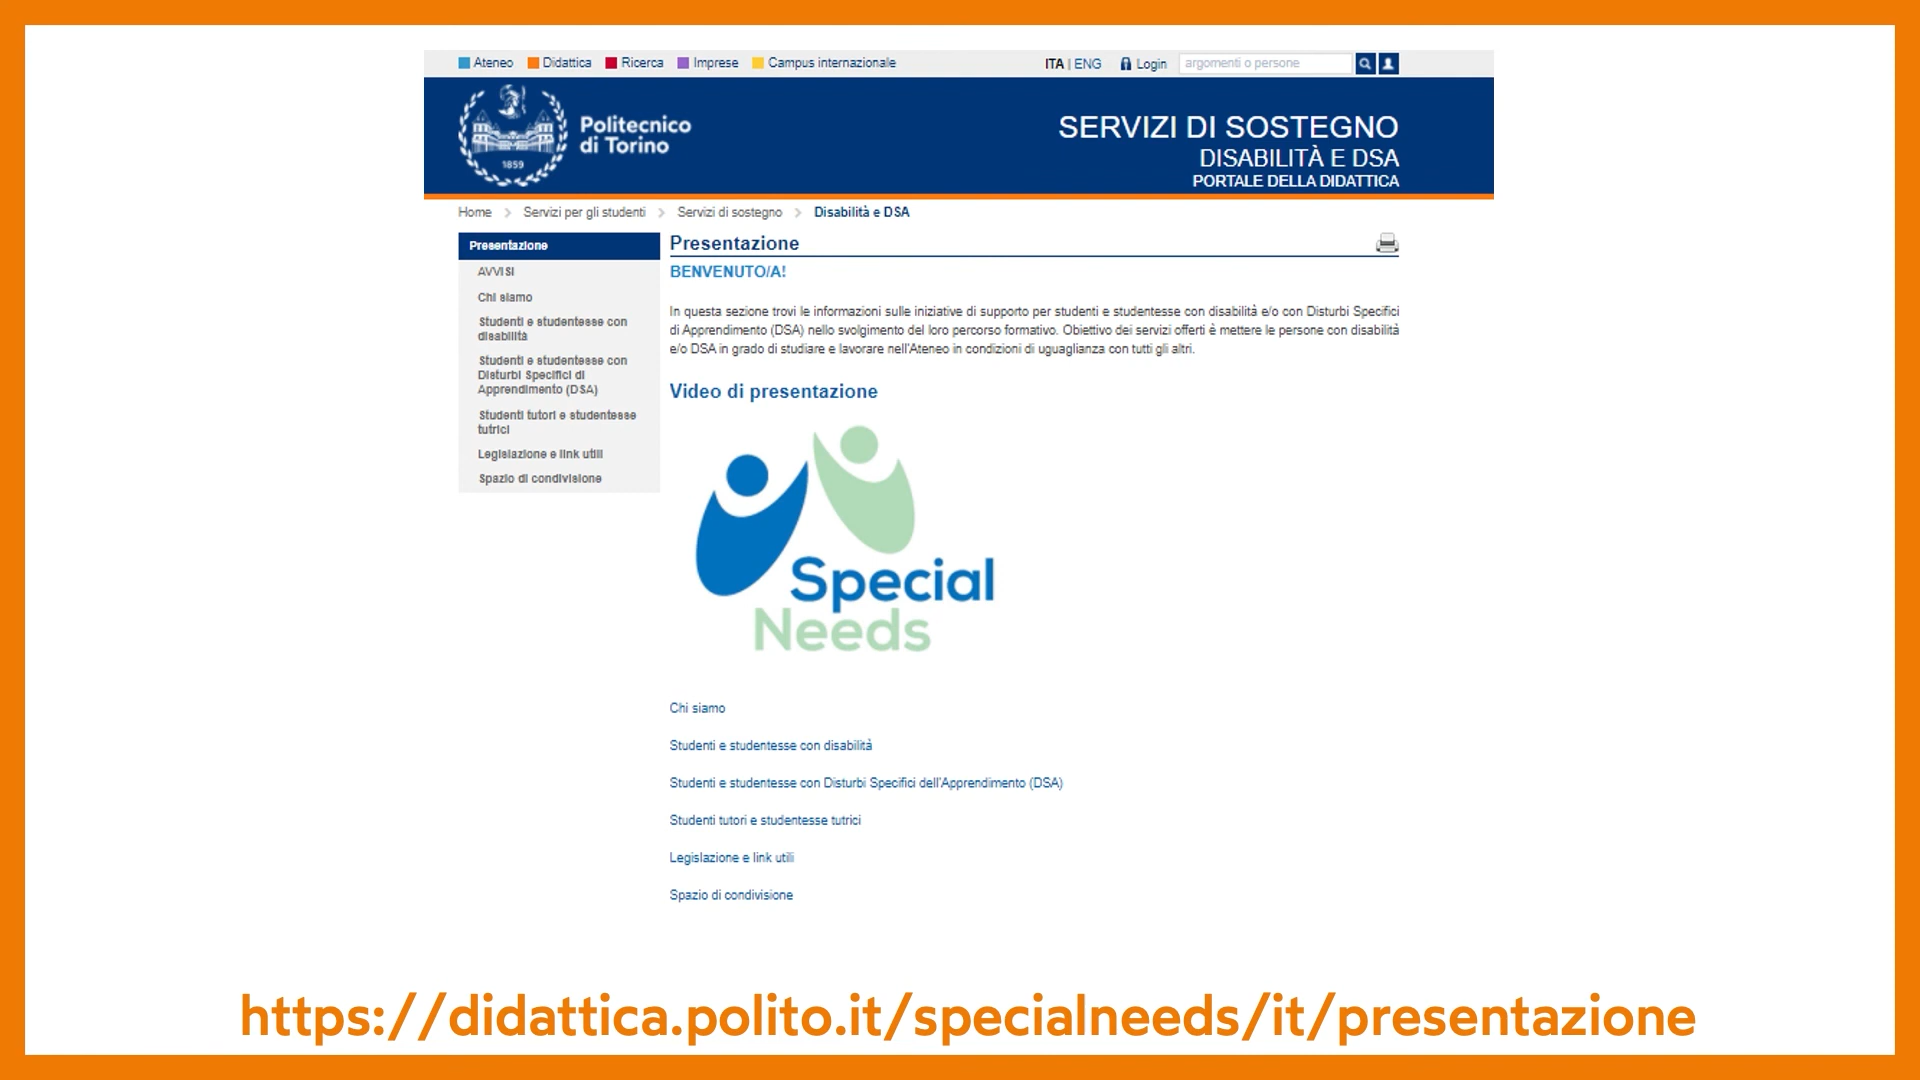 Ateneo Didattica Ricerca Imprese Campus internazionale ITA | ENG Login argomenti o persone
Politecnico
di Torino
1859
SERVIZI DI SOSTEGNO
DISABILITÀ E DSA
PORTALE DELLA DIDATTICA
Home > Servizi per gli studenti > Servizi di sostegno > Disabilità e DSA
Presentazione
AVVISI
Chi siamo
Studenti e studentesse con
disabilità
Studenti e studentesse con
Disturbi Specifici di
Apprendimento (DSA)
Studenti tutori e studentesse
tutrici
Legislazione e link utili
Spazio di condivisione
Presentazione
BENVENUTO/A!
In questa sezione trovi le informazioni sulle iniziative di supporto per studenti e studentesse con disabilità e/o con Disturbi Specifici
di Apprendimento (DSA) nello svolgimento del loro percorso formativo. Obiettivo dei servizi offerti è mettere le persone con disabilità
e/o DSA in grado di studiare e lavorare nell'Ateneo in condizioni di uguaglianza con tutti gli altri.
Video di presentazione
Special
Needs
Chi siamo
Studenti e studentesse con disabilità
Studenti e studentesse con Disturbi Specifici dell'Apprendimento (DSA)
Studenti tutori e studentesse tutrici
Legislazione e link utili
Spazio di condivisione
https://didattica.polito.it/specialneeds/it/presentazione